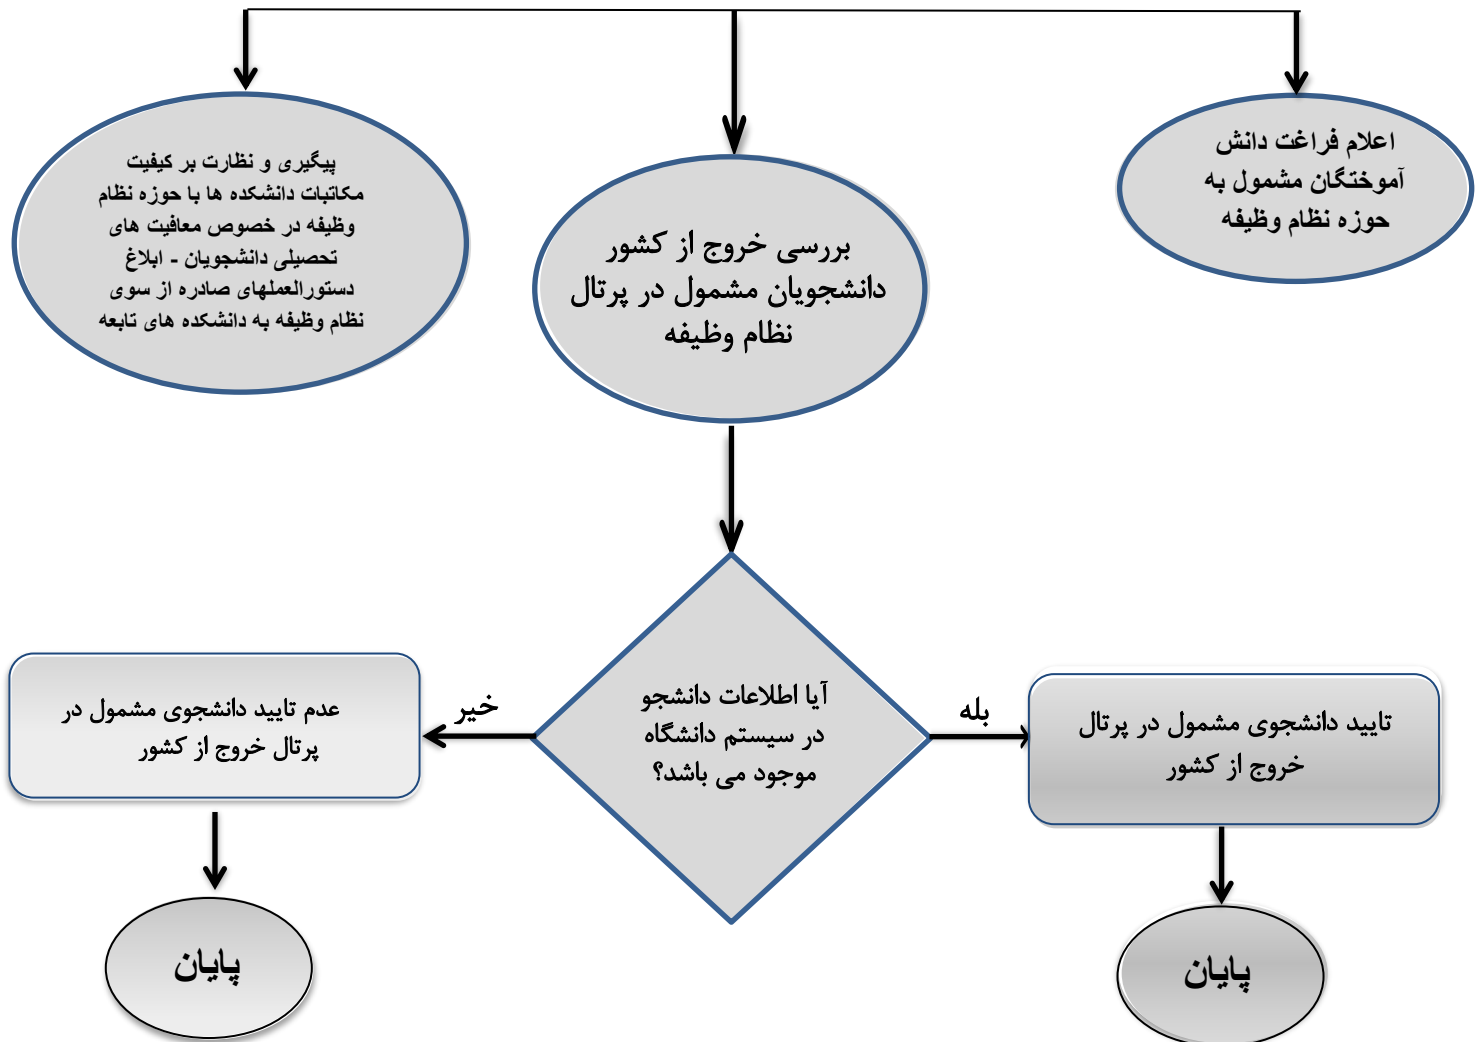 اعلام فراغت دانش
آموختگان مشمول به
حوزه نظام وظیفه
بررسی خروج از کشور
دانشجویان مشمول در پرتال
نظام وظیفه
پیگیری و نظارت بر کیفیت
مکاتبات دانشکده ها با حوزه نظام
وظیفه در خصوص معافیت های
تحصیلی دانشجویان - ابلاغ
دستورالعملهای صادره از سوی
نظام وظیفه به دانشکده های تابعه
آیا اطلاعات دانشجو
در سیستم دانشگاه
موجود می باشد؟
بله
تایید دانشجوی مشمول در پرتال
خروج از کشور
پایان
خیر
عدم تایید دانشجوی مشمول در
پرتال خروج از کشور
پایان